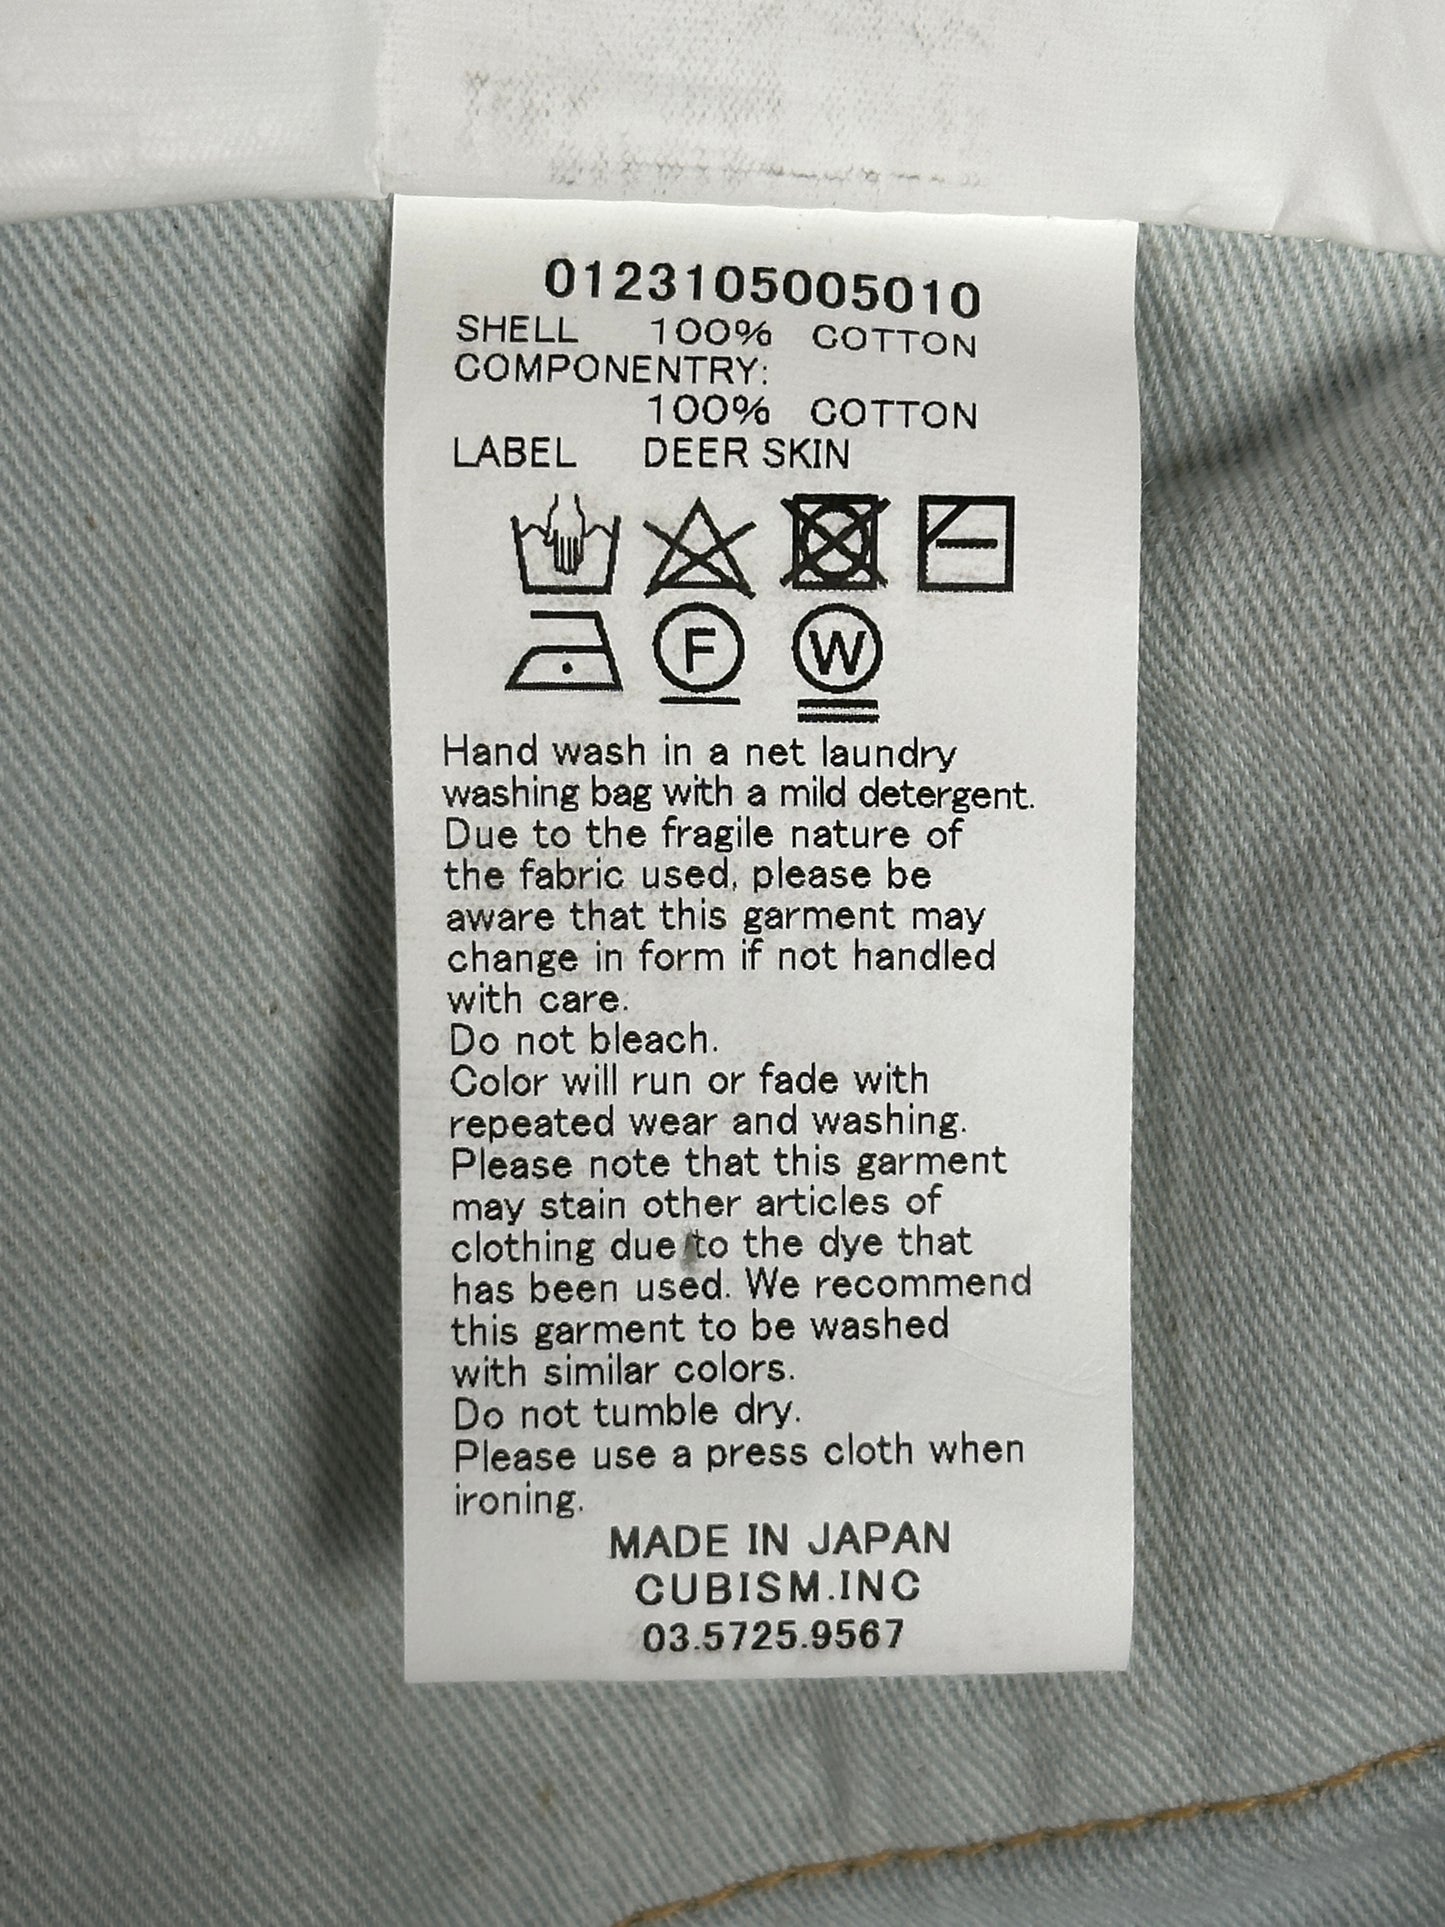 0123105005010
SHELL 100% COTTON
COMPONENTRY:
100% COTTON
LABEL DEER SKIN
F W
Hand wash in a net laundry
washing bag with a mild detergent.
Due to the fragile nature of
the fabric used, please be
aware that this garment may
change in form if not handled
with care.
Do not bleach.
Color will run or fade with
repeated wear and washing.
Please note that this garment
may stain other articles of
clothing due to the dye that
has been used. We recommend
this garment to be washed
with similar colors.
Do not tumble dry.
Please use a press cloth when
ironing.
MADE IN JAPAN
CUBISM.INC
03.5725.9567